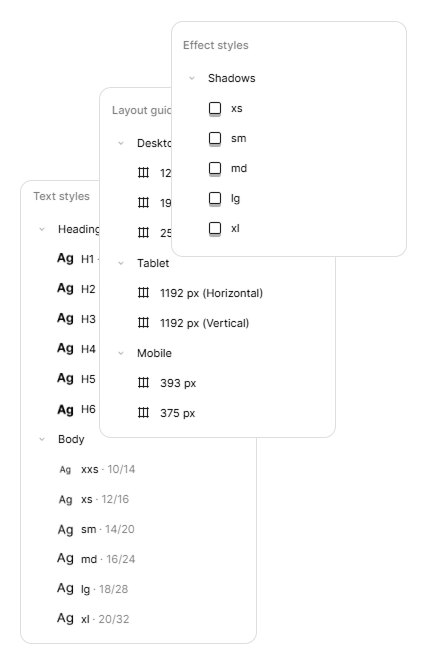 Effect styles
Shadows
xs
sm
md
lg
xl
Layout
Desktc
12
19
25
Tablet
1192 px (Horizontal)
1192 px (Vertical)
Mobile
393 px
375 px
Text styles
Heading
Ag H1 ·
Ag H2
Ag H3
Ag H4
Ag H5
Ag H6
Body
Ag xxs · 10/14
Ag xs · 12/16
Ag sm · 14/20
Ag md · 16/24
Ag lg · 18/28
Ag xl · 20/32